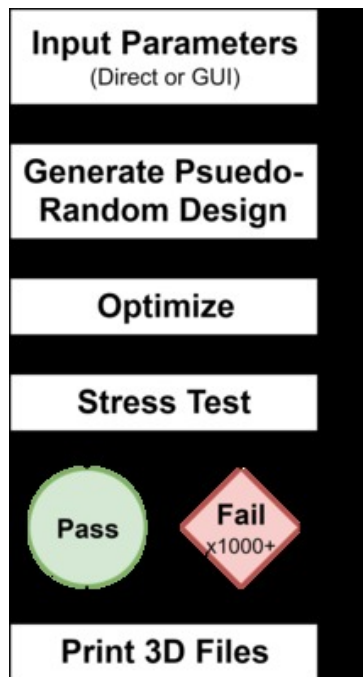 Input Parameters
(Direct or GUI)
Generate Psuedo-
Random Design
Optimize
Stress Test
Pass
Fail
x1000+
Print 3D Files